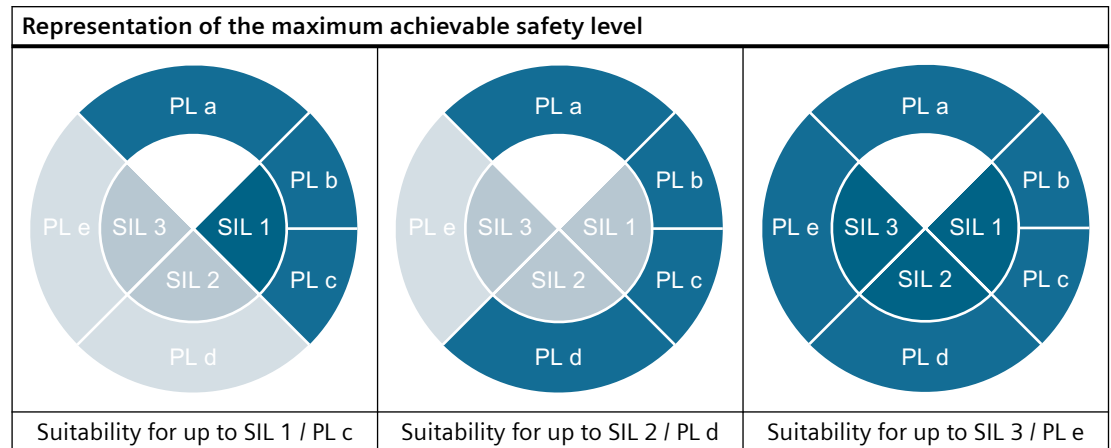 Representation of the maximum achievable safety level
PL a
PL b
PL e
SIL 3
SIL 1
SIL 2
PL c
PL d
Suitability for up to SIL 1 / PL c
PL a
PL b
PL e
SIL 3
SIL 1
SIL 2
PL c
PL d
Suitability for up to SIL 2 / PL d
PL a
PL b
PL e
SIL 3
SIL 1
SIL 2
PL c
PL d
Suitability for up to SIL 3 / PL e